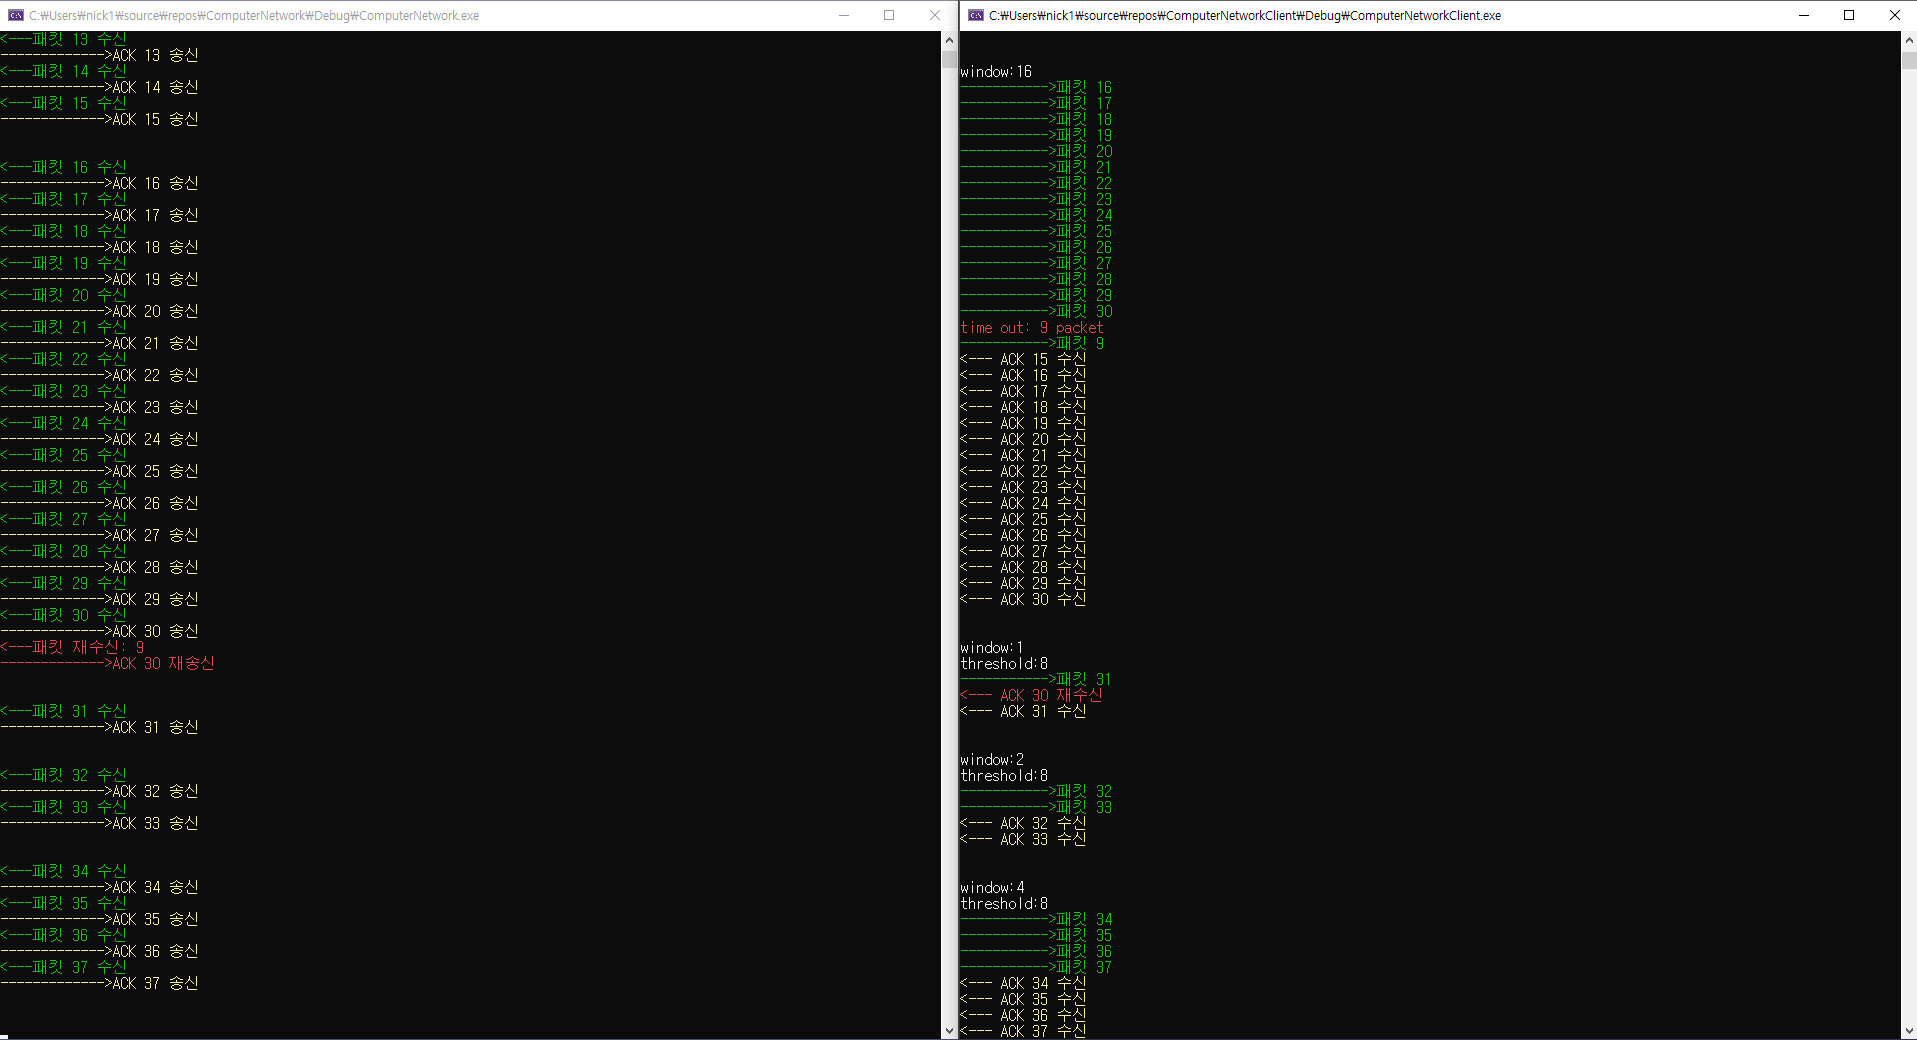 C:₩Users₩nick1₩source₩repos₩ComputerNetwork₩Debug₩ComputerNetwork.exe
<---패킷 13 수신
------------->ACK 13 송신
<---패킷 14 수신
------------->ACK 14 송신
<---패킷 15 수신
------------->ACK 15 송신
<---패킷 16 수신
------------->ACK 16 송신
<---패킷 17 수신
------------->ACK 17 송신
<---패킷 18 수신
------------->ACK 18 송신
<---패킷 19 수신
------------->ACK 19 송신
<---패킷 20 수신
------------->ACK 20 송신
<---패킷 21 수신
------------->ACK 21 송신
<---패킷 22 수신
------------->ACK 22 송신
<---패킷 23 수신
------------->ACK 23 송신
<---패킷 24 수신
------------->ACK 24 송신
<---패킷 25 수신
------------->ACK 25 송신
<---패킷 26 수신
------------->ACK 26 송신
<---패킷 27 수신
------------->ACK 27 송신
<---패킷 28 수신
------------->ACK 28 송신
<---패킷 29 수신
------------->ACK 29 송신
<---패킷 30 수신
------------->ACK 30 송신
<---패킷 재수신: 9
------------->ACK 30 재송신
<---패킷 31 수신
------------->ACK 31 송신
<---패킷 32 수신
------------->ACK 32 송신
<---패킷 33 수신
------------->ACK 33 송신
<---패킷 34 수신
------------->ACK 34 송신
<---패킷 35 수신
------------->ACK 35 송신
<---패킷 36 수신
------------->ACK 36 송신
<---패킷 37 수신
------------->ACK 37 송신
C:₩Users₩nick1₩source₩repos₩ComputerNetworkClient₩Debug₩ComputerNetworkClient.exe
window:16
----------->패킷 16
----------->패킷 17
----------->패킷 18
----------->패킷 19
----------->패킷 20
----------->패킷 21
----------->패킷 22
----------->패킷 23
----------->패킷 24
----------->패킷 25
----------->패킷 26
----------->패킷 27
----------->패킷 28
----------->패킷 29
----------->패킷 30
time out: 9 packet
----------->패킷 9
<--- ACK 15 수신
<--- ACK 16 수신
<--- ACK 17 수신
<--- ACK 18 수신
<--- ACK 19 수신
<--- ACK 20 수신
<--- ACK 21 수신
<--- ACK 22 수신
<--- ACK 23 수신
<--- ACK 24 수신
<--- ACK 25 수신
<--- ACK 26 수신
<--- ACK 27 수신
<--- ACK 28 수신
<--- ACK 29 수신
<--- ACK 30 수신
window:1
threshold:8
----------->패킷 31
<--- ACK 30 재수신
<--- ACK 31 수신
window:2
threshold:8
----------->패킷 32
----------->패킷 33
<--- ACK 32 수신
<--- ACK 33 수신
window:4
threshold:8
----------->패킷 34
----------->패킷 35
----------->패킷 36
----------->패킷 37
<--- ACK 34 수신
<--- ACK 35 수신
<--- ACK 36 수신
<--- ACK 37 수신